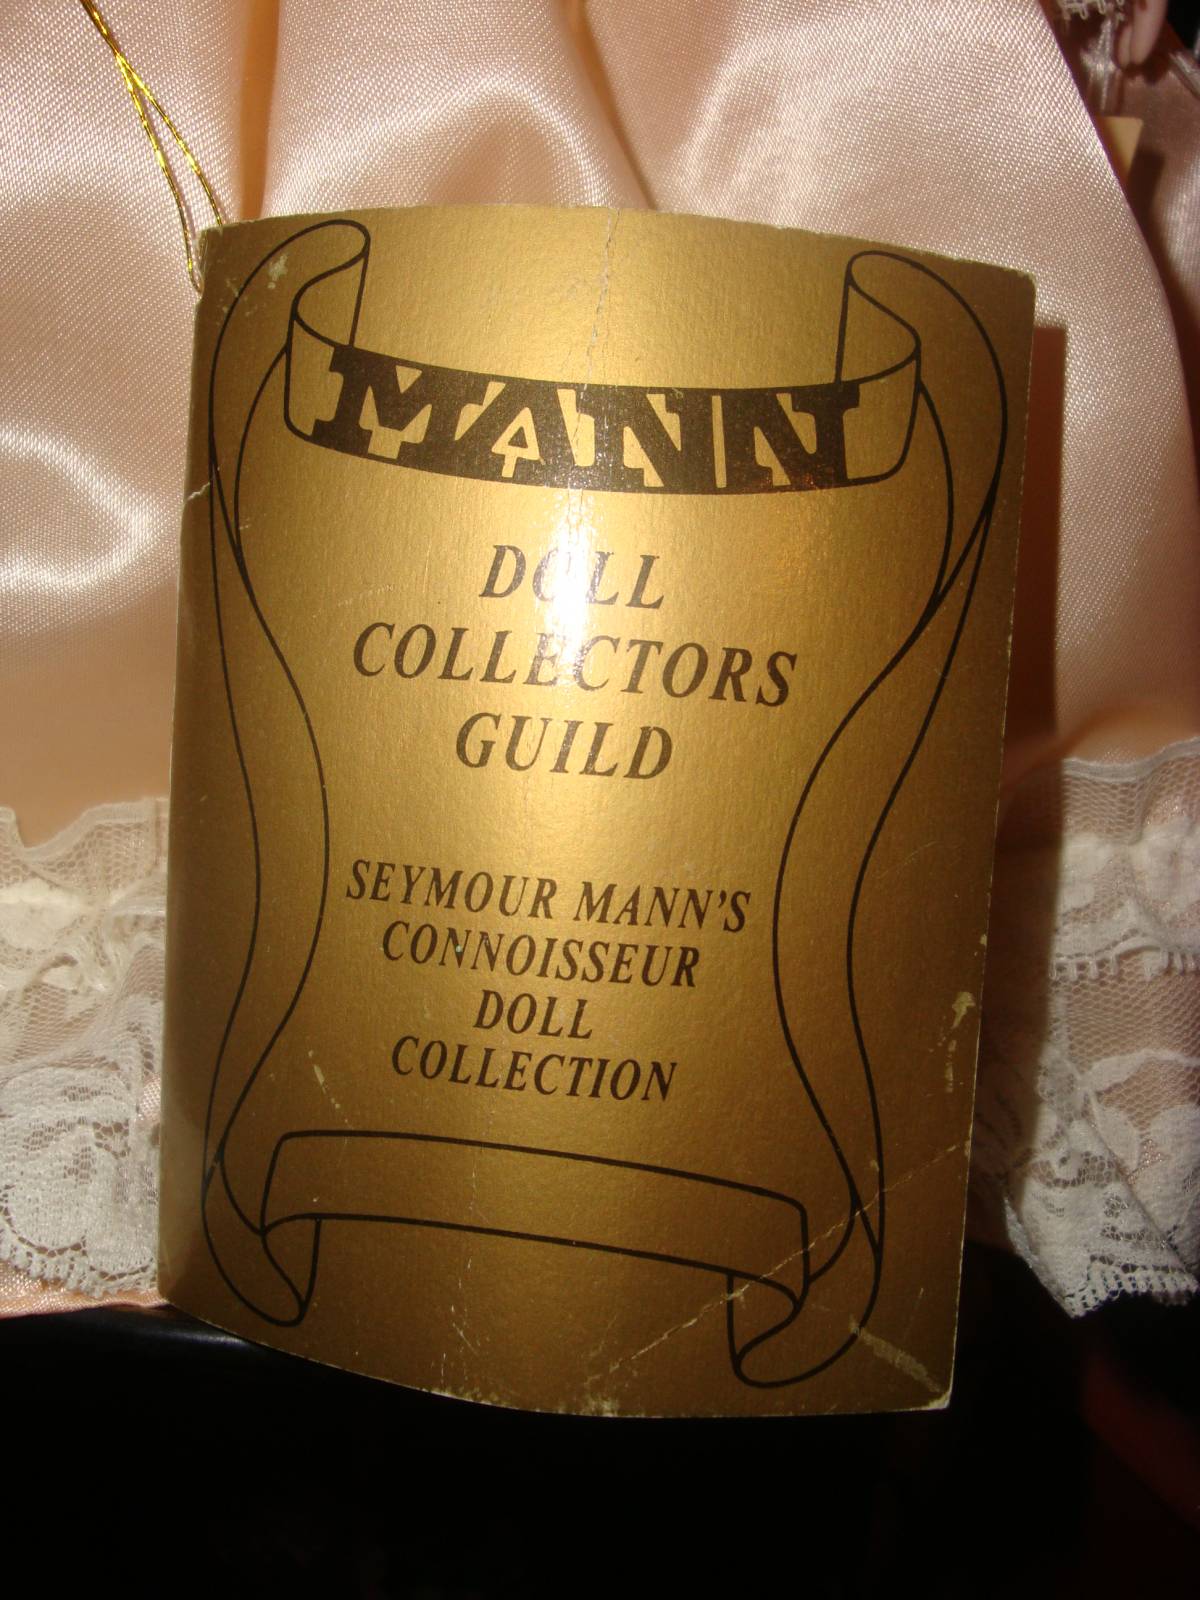 MANN
DOLL
COLLECTORS
GUILD
SEYMOUR MANN'S
CONNOISSEUR
DOLL
COLLECTION